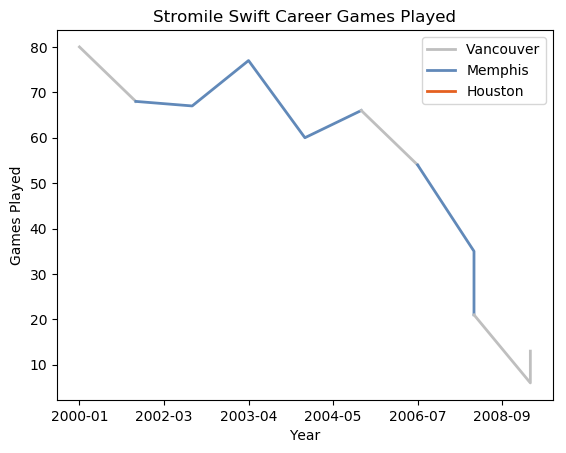 Stromile Swift Career Games Played
Vancouver
Memphis
Houston
80
70
60
50
40
30
20
10
Games Played
2000-01 2002-03 2003-04 2004-05 2006-07 2008-09
Year